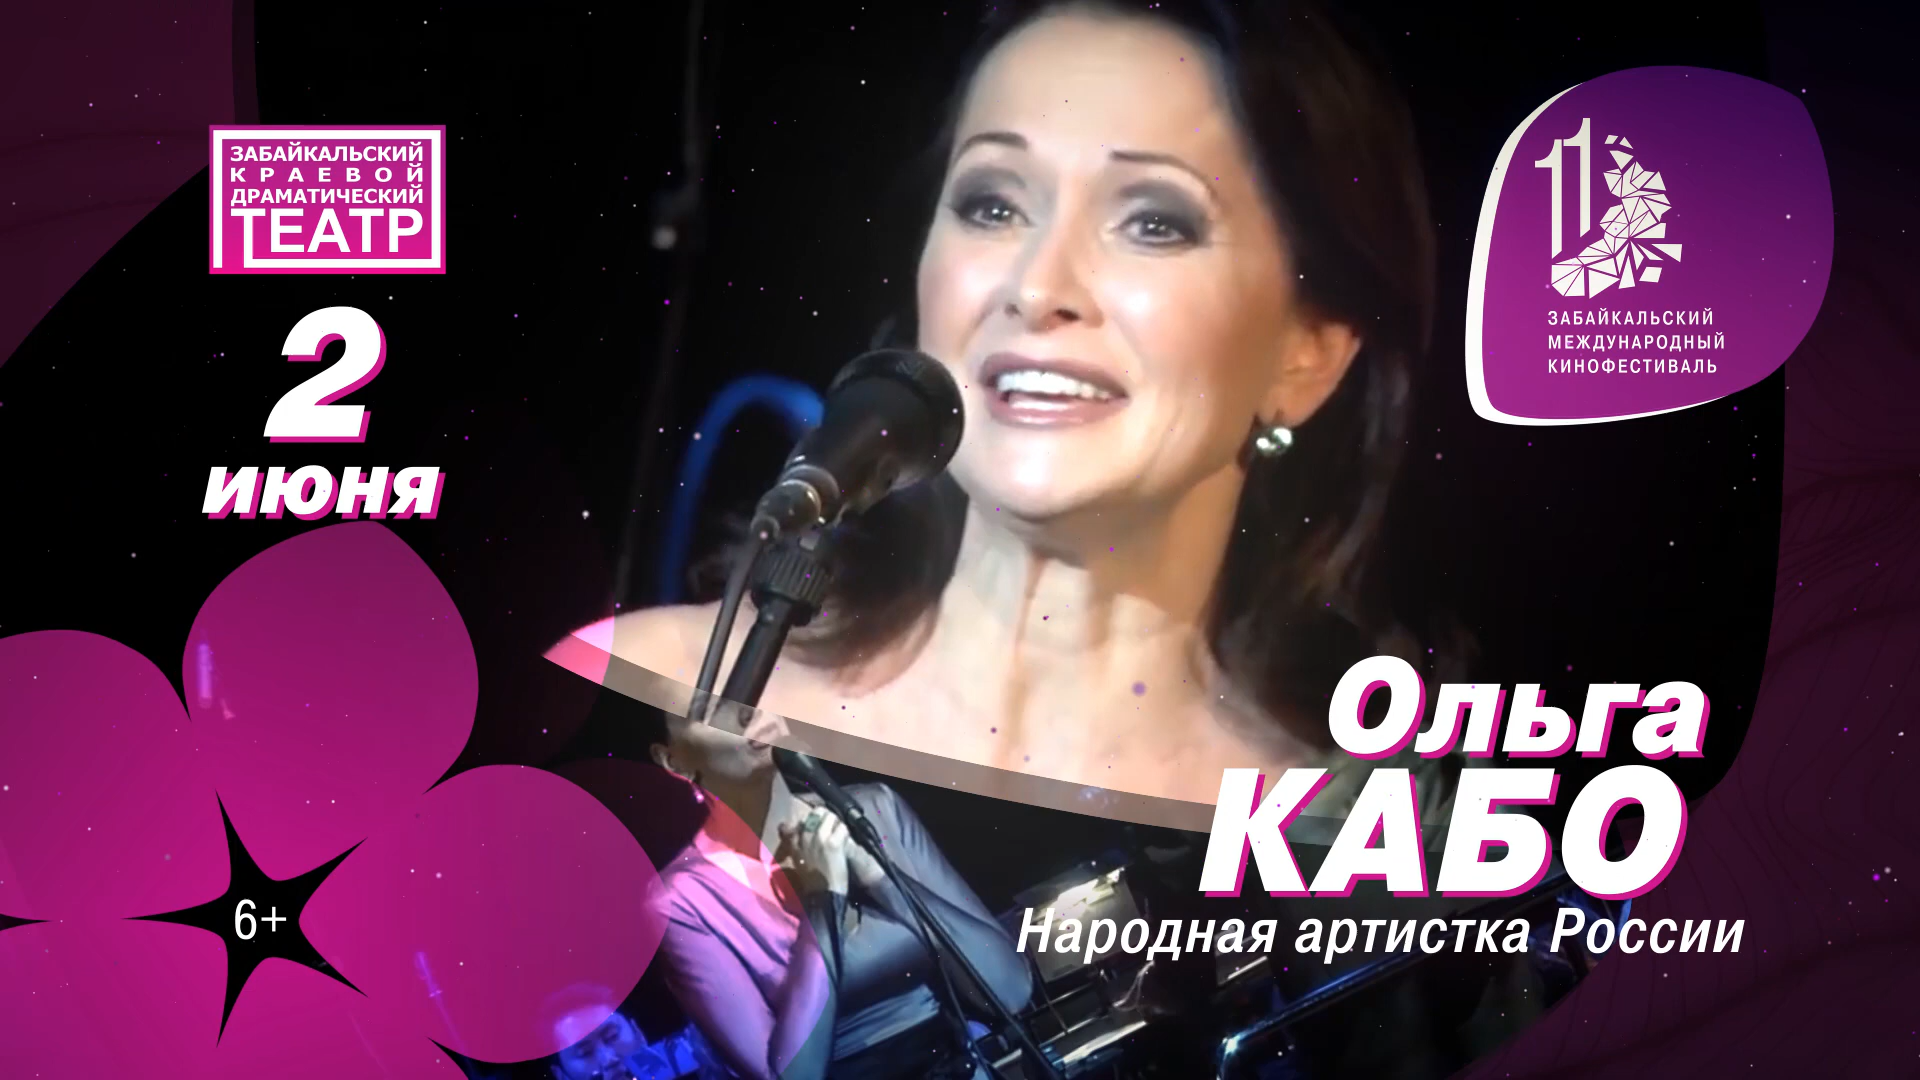 ЗАБАЙКАЛЬСКИЙ
КРАЕВОЙ
ДРАМАТИЧЕСКИЙ
ТЕАТР
2
июня
11
ЗАБАЙКАЛЬСКИЙ
МЕЖДУНАРОДНЫЙ
КИНОФЕСТИВАЛЬ
Ольга
КАБО
Народная артистка России
6+